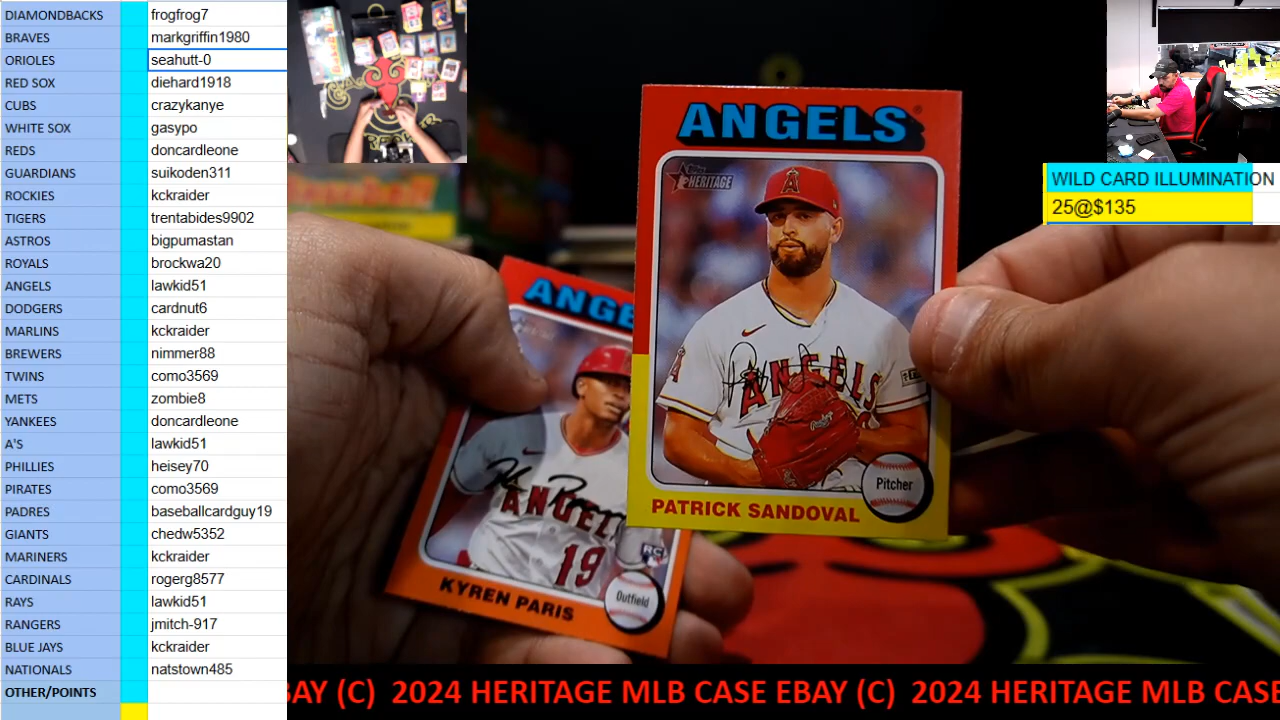 DIAMONDBACKS frogfrog7
BRAVES markgriffin1980
ORIOLES seahutt-0
RED SOX diehard1918
CUBS crazykanye
WHITE SOX gasypo
REDS doncardleone
GUARDIANS suikoden311
ROCKIES kckraider
TIGERS trentabides9902
ASTROS bigpumastan
ROYALS brockwa20
ANGELS lawkid51
DODGERS cardnut6
MARLINS kckraider
BREWERS nimmer88
TWINS como3569
METS zombie8
YANKEES doncardleone
A'S lawkid51
PHILLIES heisey70
PIRATES como3569
PADRES baseballcardguy19
GIANTS chedw5352
MARINERS kckraider
CARDINALS rogerg8577
RAYS lawkid51
RANGERS jmitch-917
BLUE JAYS kckraider
NATIONALS natstown485
OTHER/POINTS
WILD CARD ILLUMINATION
25@$135
ANGELS
Topps HERITAGE
A
ANGELS
Pitcher
PATRICK SANDOVAL
ANGE
ANGEL
19
RC
Outfield
KYREN PARIS
BAY (C) 2024 HERITAGE MLB CASE EBAY (C) 2024 HERITAGE MLB CASE